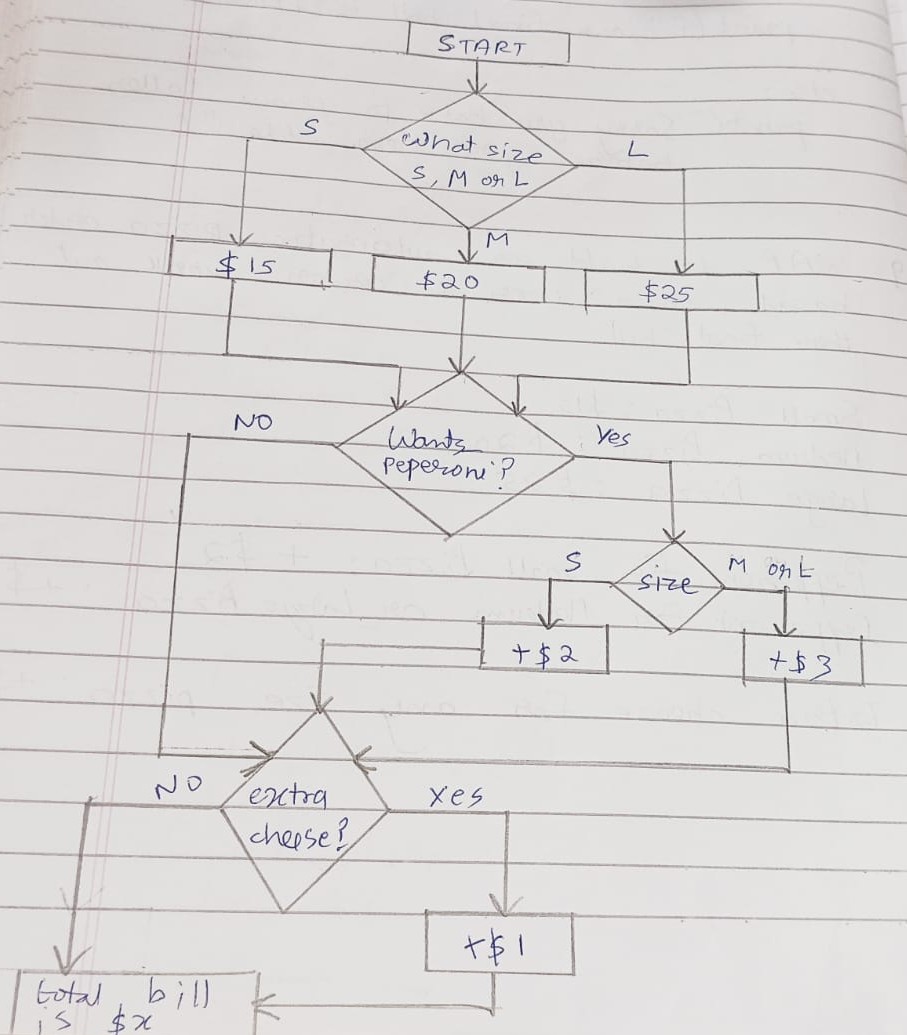 START
What size
S, M or L
S
L
M
$15
$20
$25
Wants
peperoni?
NO
Yes
size
S
M or L
+$2
+$3
extra
cheese?
NO
Yes
+$1
total bill
is $x